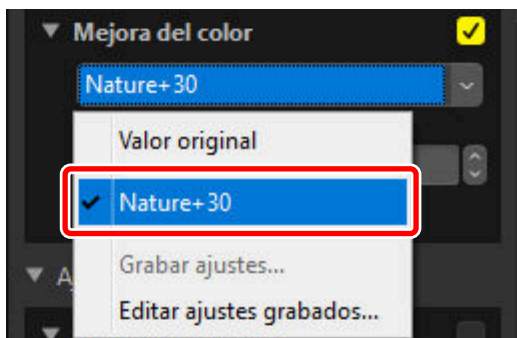 Mejora del color
Nature+30
Valor original
Nature+30
Grabar ajustes...
Editar ajustes grabados...